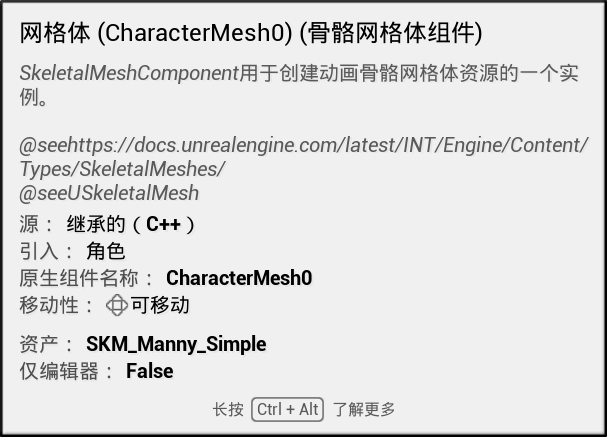 网格体 (CharacterMesh0) (骨骼网格体组件)
SkeletalMeshComponent用于创建动画骨骼网格体资源的一个实
例。
@seehttps://docs.unrealengine.com/latest/INT/Engine/Content/
Types/SkeletalMeshes/
@seeUSkeletalMesh
源： 继承的（C++）
引入： 角色
原生组件名称： CharacterMesh0
移动性： 可移动
资产： SKM_Manny_Simple
仅编辑器： False
长按 Ctrl + Alt 了解更多